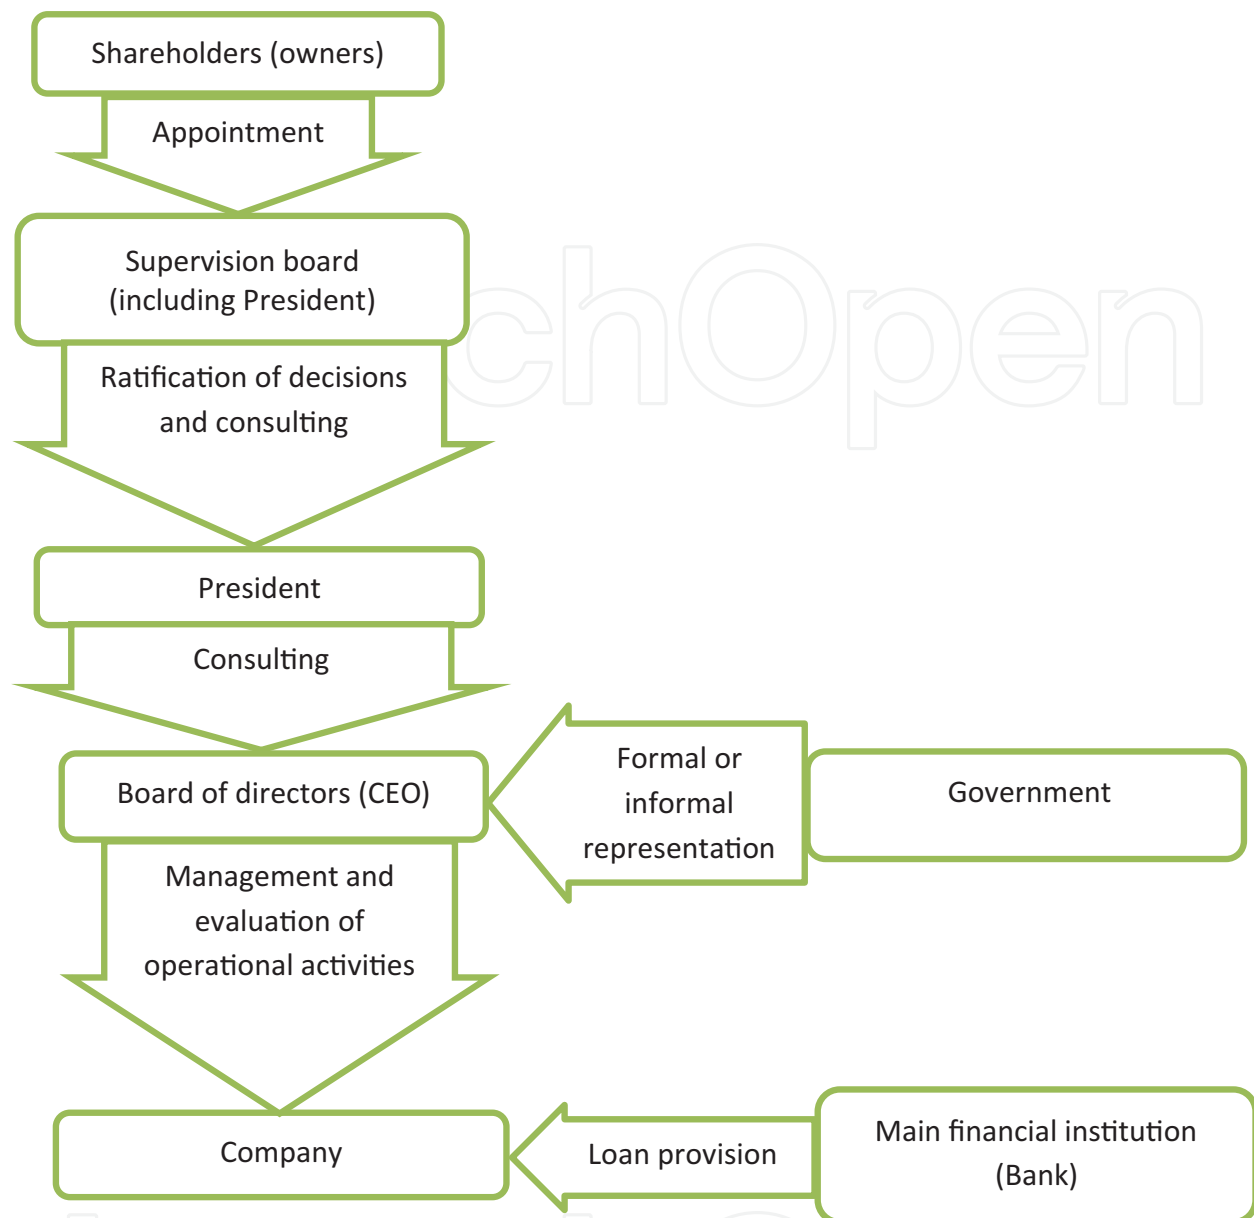 Shareholders (owners)
Appointment
Supervision board
(including President)
Ratification of decisions
and consulting
President
Consulting
Board of directors (CEO)
Formal or
informal
representation
Government
Management and
evaluation of
operational activities
Company
Loan provision
Main financial institution
(Bank)
chOpen